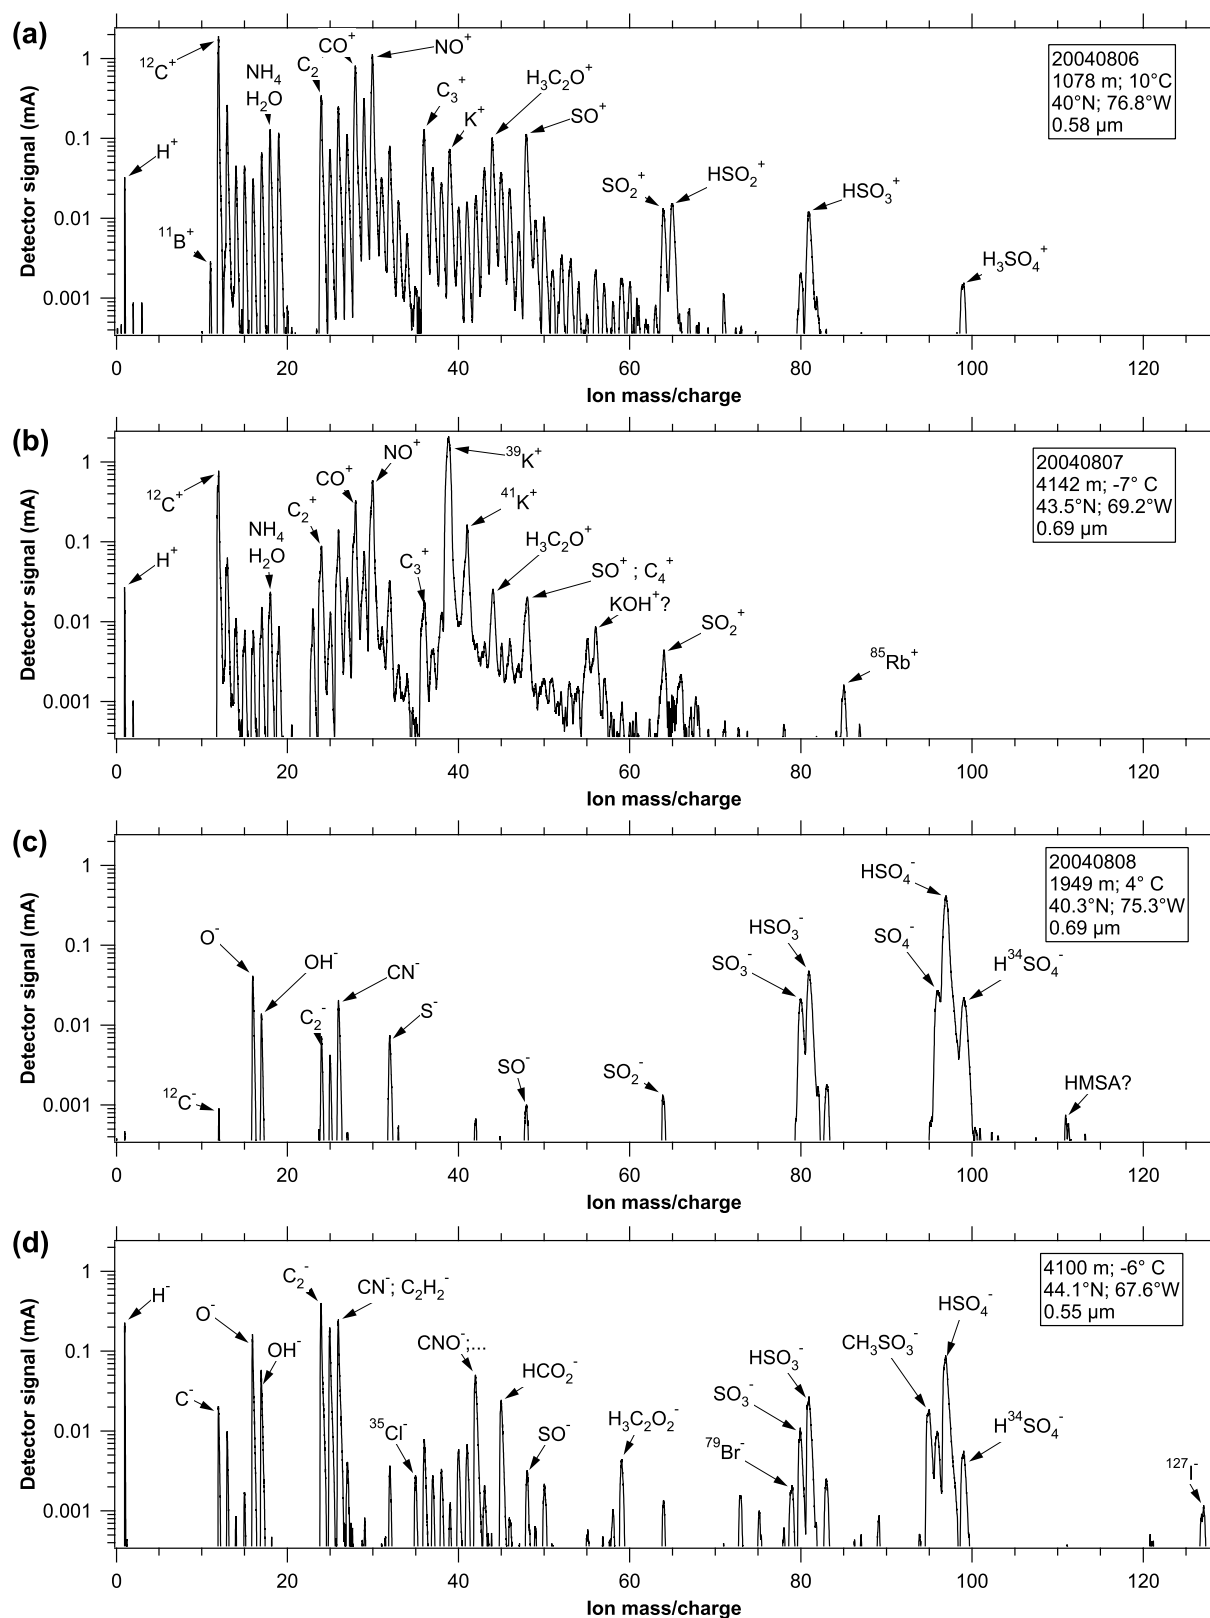 (a)
Detector signal (mA)
1
0.1
0.01
0.001
H⁺
¹¹B⁺
¹²C⁺
NH₄
H₂O
C₂⁺
CO⁺
NO⁺
C₃⁺
K⁺
H₃C₂O⁺
SO⁺
SO₂⁺
HSO₂⁺
HSO₃⁺
H₃SO₄⁺
20040806
1078 m; 10°C
40°N; 76.8°W
0.58 µm
0 20 40 60 80 100 120
Ion mass/charge
(b)
Detector signal (mA)
1
0.1
0.01
0.001
H⁺
¹²C⁺
NH₄
H₂O
C₂⁺
CO⁺
NO⁺
C₃⁺
³⁹K⁺
⁴¹K⁺
H₃C₂O⁺
SO⁺ ; C₄⁺
KOH⁺?
SO₂⁺
⁸⁵Rb⁺
20040807
4142 m; -7° C
43.5°N; 69.2°W
0.69 µm
0 20 40 60 80 100 120
Ion mass/charge
(c)
Detector signal (mA)
1
0.1
0.01
0.001
¹²C⁻
O⁻
OH⁻
C₂⁻
CN⁻
S⁻
SO⁻
SO₂⁻
SO₃⁻
HSO₃⁻
SO₄⁻
HSO₄⁻
H³⁴SO₄⁻
HMSA?
20040808
1949 m; 4° C
40.3°N; 75.3°W
0.69 µm
0 20 40 60 80 100 120
Ion mass/charge
(d)
Detector signal (mA)
1
0.1
0.01
0.001
H⁻
C⁻
O⁻
OH⁻
C₂⁻
CN⁻; C₂H₂⁻
³⁵Cl⁻
CNO⁻;...
HCO₂⁻
SO⁻
H₃C₂O₂⁻
⁷⁹Br⁻
SO₃⁻
HSO₃⁻
CH₃SO₃⁻
HSO₄⁻
H³⁴SO₄⁻
¹²⁷I⁻
4100 m; -6° C
44.1°N; 67.6°W
0.55 µm
0 20 40 60 80 100 120
Ion mass/charge